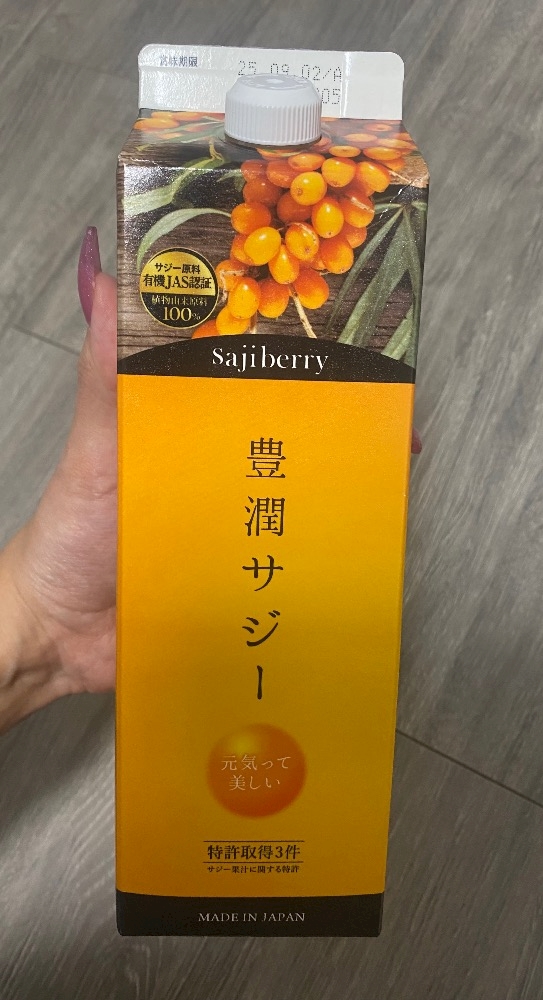 賞味期限
25.09.02/A
05
サジー原料
有機JAS認証
植物由来原料
100%
sajiberry
豊潤サジー
元気って
美しい
特許取得3件
サジー果汁に関する特許
MADE IN JAPAN